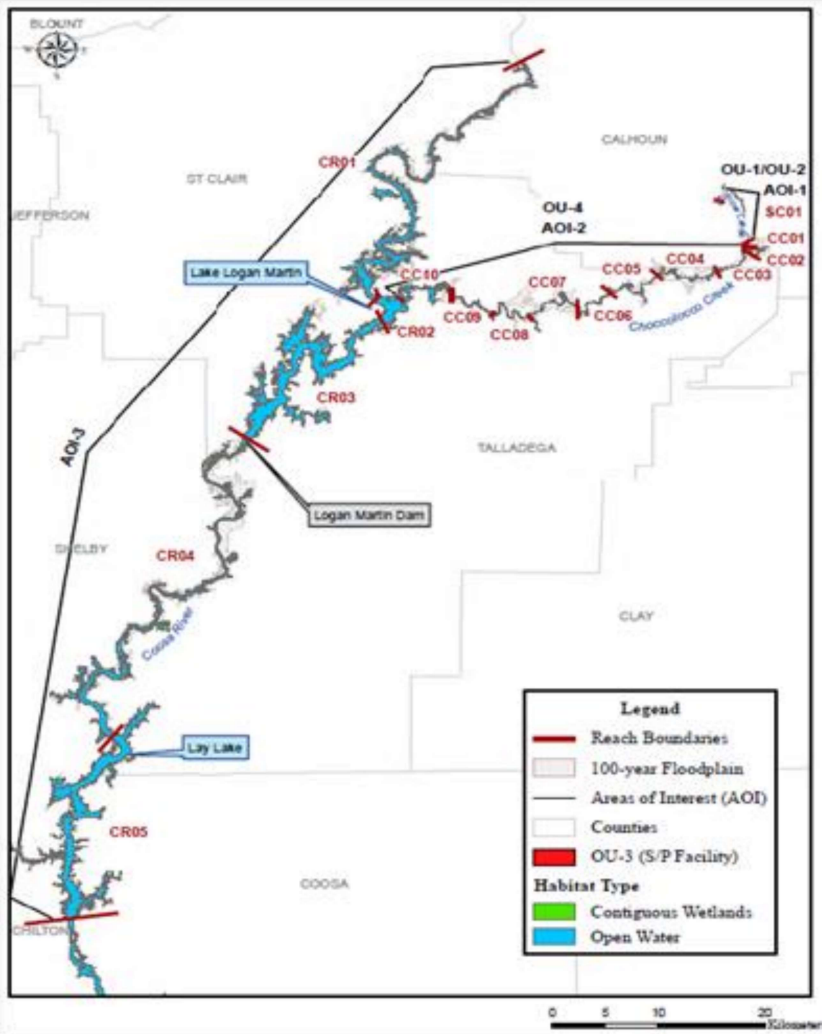 BLOUNT
CALHOUN
CR01
OU-1/OU-2
AOI-1
ST CLAIR
SC01
JEFFERSON
OU-4
AOI-2
CC01
CC02
Lake Logan Martin
CC10
CC04
CC03
CC05
CC07
CC09
CC06
CC08
Choccolocco Creek
CR02
CR03
AOI-3
TALLADEGA
Logan Martin Dam
SHELBY
CR04
Coosa River
CLAY
Lay Lake
CR05
COOSA
CHILTON
Legend
Reach Boundaries
100-year Floodplain
Areas of Interest (AOI)
Counties
OU-3 (S/P Facility)
Habitat Type
Contiguous Wetlands
Open Water
0 5 10 20
Kilometers